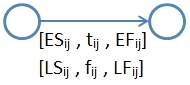 [ESij , tij , EFij]
[LSij , fij , LFij]